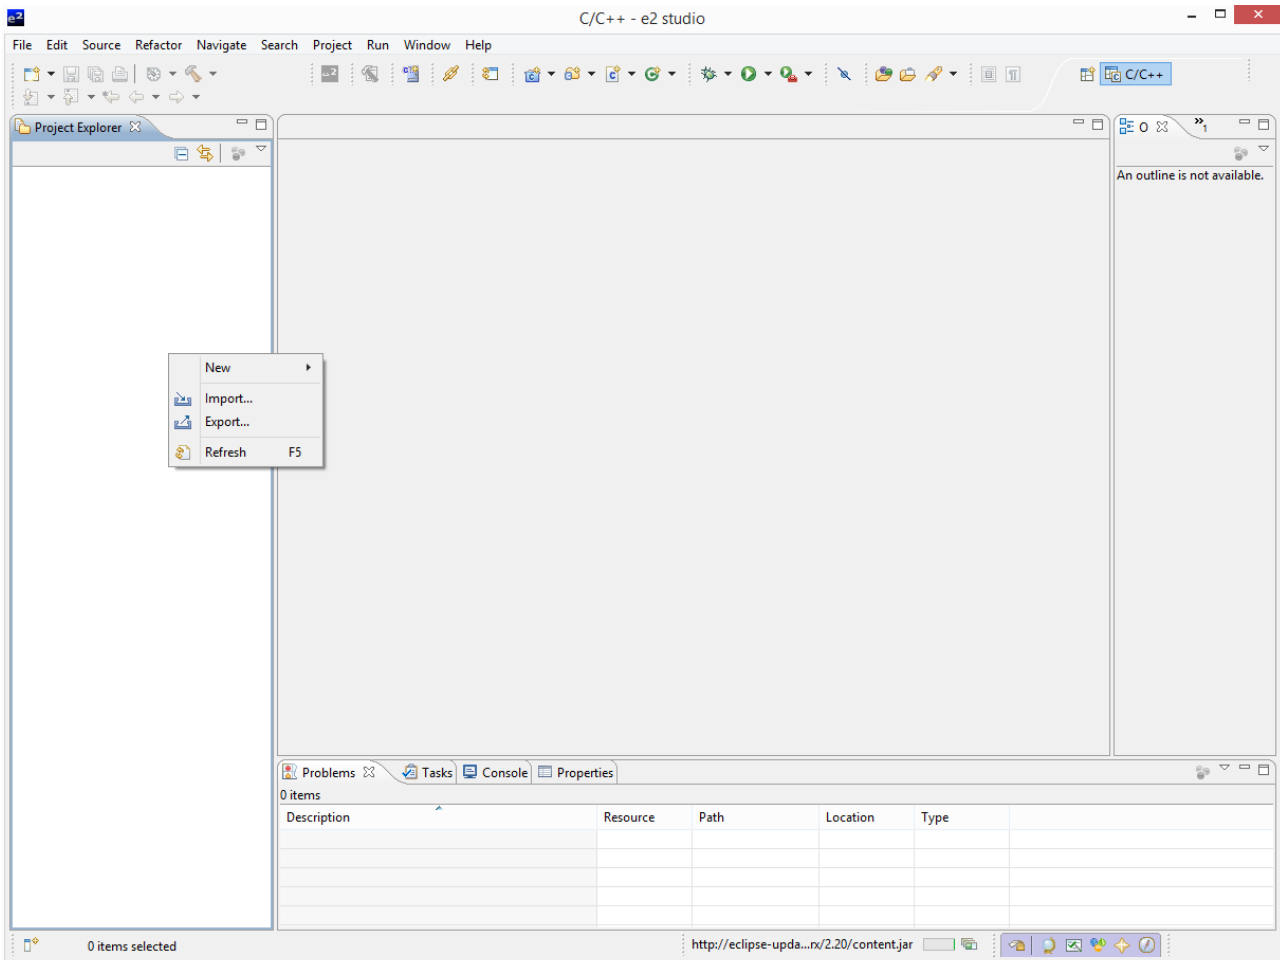 e²
C/C++ - e2 studio
File Edit Source Refactor Navigate Search Project Run Window Help
C/C++
Project Explorer
O
»1
An outline is not available.
New
Import...
Export...
Refresh F5
Problems Tasks Console Properties
0 items
Description Resource Path Location Type
0 items selected
http://eclipse-upda...rx/2.20/content.jar